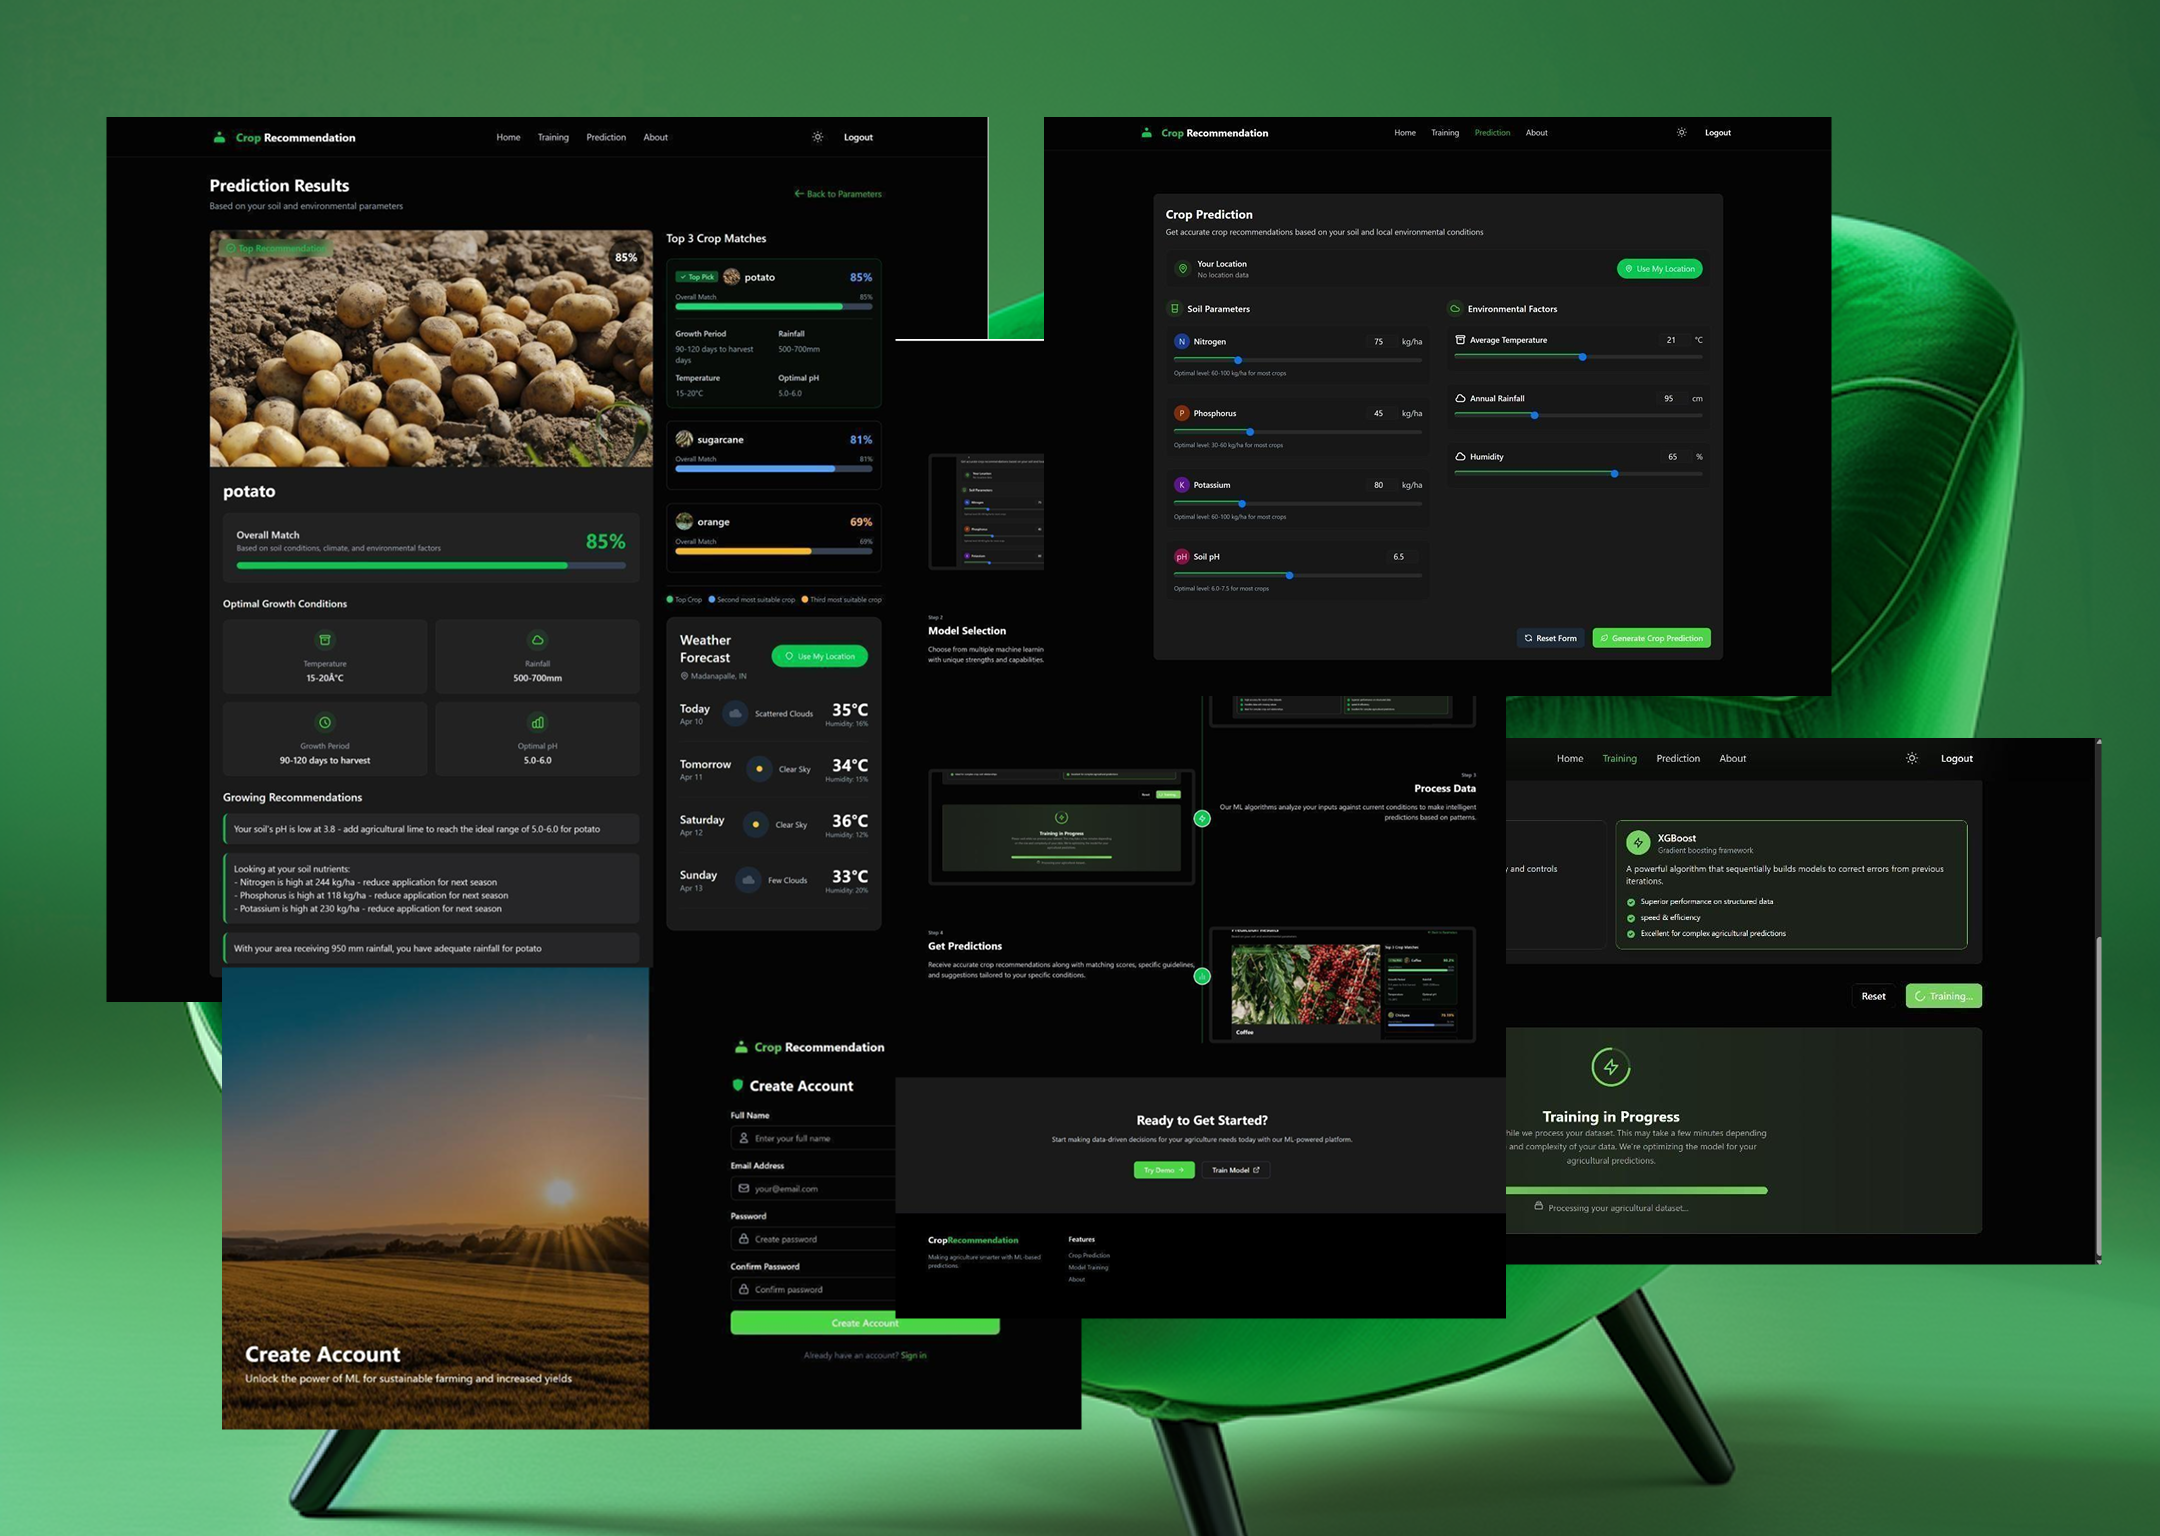 Crop Recommendation
Home Training Prediction About
Logout
Prediction Results
Based on your soil and environmental parameters
Back to Parameters
Top Recommendation
85%
potato
Overall Match
Based on soil conditions, climate, and environmental factors
85%
Optimal Growth Conditions
Temperature
15-20Â°C
Rainfall
500-700mm
Growth Period
90-120 days to harvest
Optimal pH
5.0-6.0
Growing Recommendations
Your soil's pH is low at 3.8 - add agricultural lime to reach the ideal range of 5.0-6.0 for potato
Looking at your soil nutrients:
- Nitrogen is high at 244 kg/ha - reduce application for next season
- Phosphorus is high at 118 kg/ha - reduce application for next season
- Potassium is high at 230 kg/ha - reduce application for next season
With your area receiving 950 mm rainfall, you have adequate rainfall for potato
Top 3 Crop Matches
Top Pick potato 85%
Overall Match 85%
Growth Period
90-120 days to harvest
days
Rainfall
500-700mm
Temperature
15-20°C
Optimal pH
5.0-6.0
sugarcane 81%
Overall Match 81%
orange 69%
Overall Match 69%
Top Crop Second most suitable crop Third most suitable crop
Weather
Forecast
Use My Location
Madanapalle, IN
Today
Apr 10
Scattered Clouds
35°C
Humidity: 16%
Tomorrow
Apr 11
Clear Sky
34°C
Humidity: 15%
Saturday
Apr 12
Clear Sky
36°C
Humidity: 12%
Sunday
Apr 13
Few Clouds
33°C
Humidity: 20%
Crop Recommendation
Home Training Prediction About
Logout
Crop Prediction
Get accurate crop recommendations based on your soil and local environmental conditions
Your Location
No location data
Use My Location
Soil Parameters
N Nitrogen 75 kg/ha
Optimal level: 60-100 kg/ha for most crops
P Phosphorus 45 kg/ha
Optimal level: 30-60 kg/ha for most crops
K Potassium 80 kg/ha
Optimal level: 60-100 kg/ha for most crops
pH Soil pH 6.5
Optimal level: 6.0-7.5 for most crops
Environmental Factors
Average Temperature 21 °C
Annual Rainfall 95 cm
Humidity 65 %
Reset Form
Generate Crop Prediction
Step 2
Model Selection
Choose from multiple machine learnin
with unique strengths and capabilities.
Step 3
Process Data
Our ML algorithms analyze your inputs against current conditions to make intelligent
predictions based on patterns.
Training in Progress
Step 4
Get Predictions
Receive accurate crop recommendations along with matching scores, specific guidelines,
and suggestions tailored to your specific conditions.
Top 3 Crop Matches
Coffee
Ready to Get Started?
Start making data-driven decisions for your agriculture needs today with our ML-powered platform.
Try Demo
Train Model
CropRecommendation
Making agriculture smarter with ML-based
predictions.
Features
Crop Prediction
Model Training
About
Home Training Prediction About
Logout
y and controls
XGBoost
Gradient boosting framework
A powerful algorithm that sequentially builds models to correct errors from previous
iterations.
Superior performance on structured data
speed & efficiency
Excellent for complex agricultural predictions
Reset
Training...
Training in Progress
hile we process your dataset. This may take a few minutes depending
and complexity of your data. We're optimizing the model for your
agricultural predictions.
Processing your agricultural dataset...
Create Account
Unlock the power of ML for sustainable farming and increased yields
Crop Recommendation
Create Account
Full Name
Enter your full name
Email Address
your@email.com
Password
Create password
Confirm Password
Confirm password
Create Account
Already have an account? Sign in